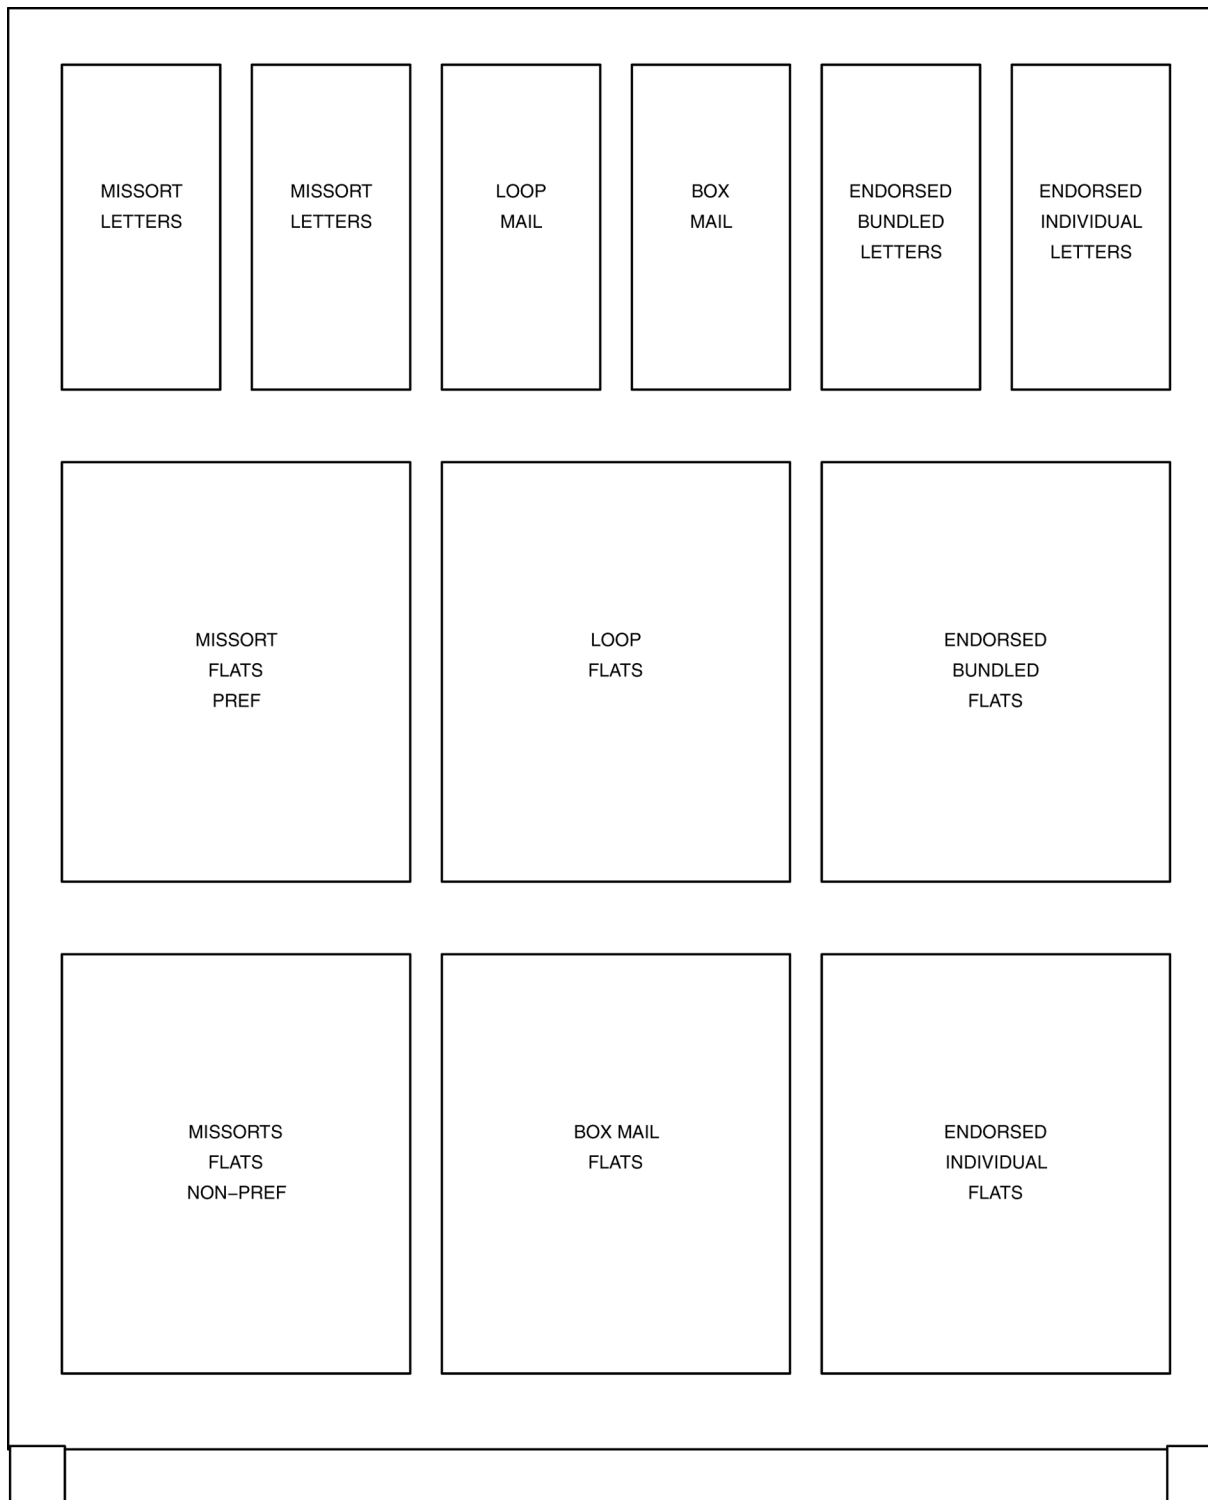 MISSORT
LETTERS
MISSORT
LETTERS
LOOP
MAIL
BOX
MAIL
ENDORSED
BUNDLED
LETTERS
ENDORSED
INDIVIDUAL
LETTERS
MISSORT
FLATS
PREF
LOOP
FLATS
ENDORSED
BUNDLED
FLATS
MISSORTS
FLATS
NON–PREF
BOX MAIL
FLATS
ENDORSED
INDIVIDUAL
FLATS